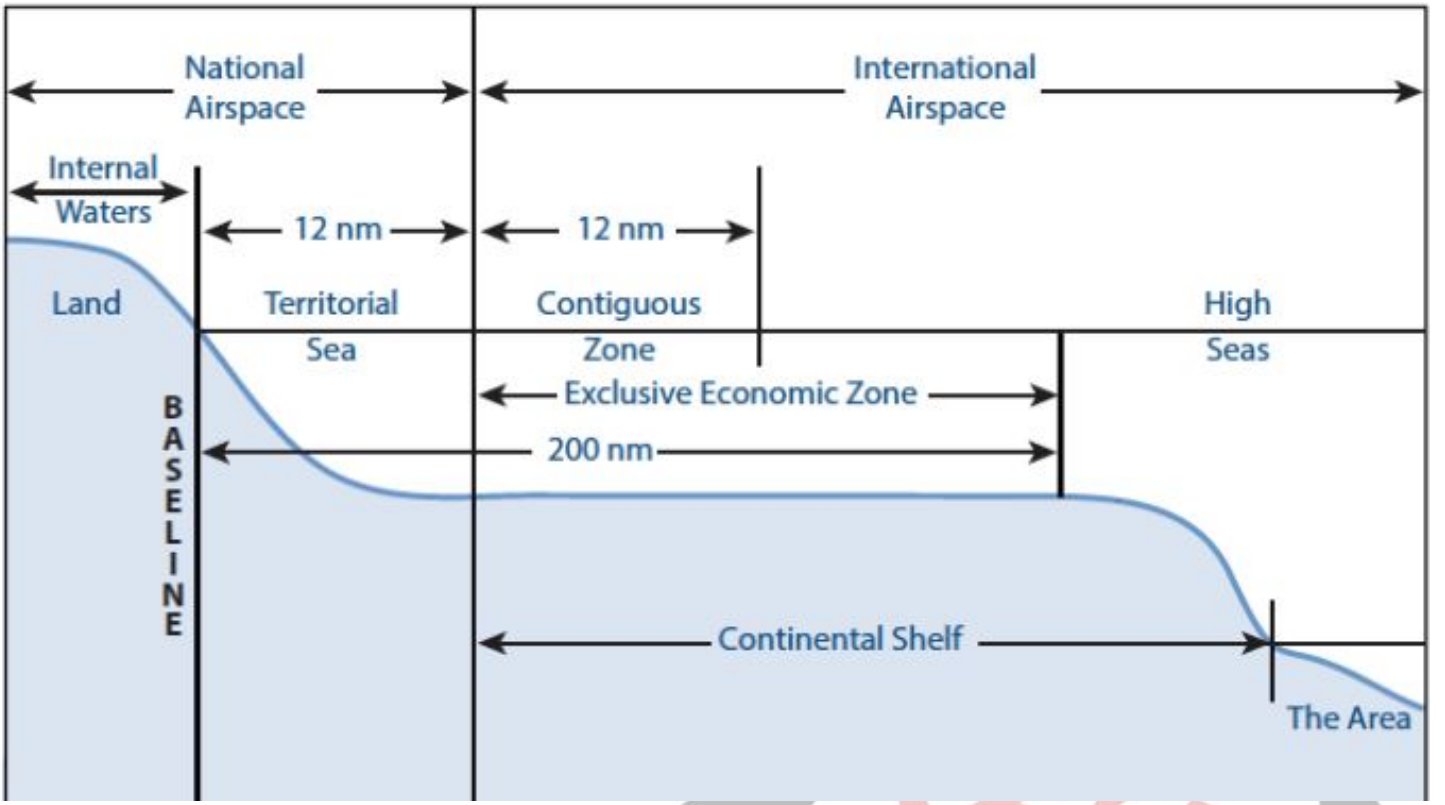 National
Airspace
International
Airspace
Internal
Waters
12 nm
12 nm
Land
Territorial
Sea
Contiguous
Zone
High
Seas
Exclusive Economic Zone
200 nm
BASELINE
Continental Shelf
The Area